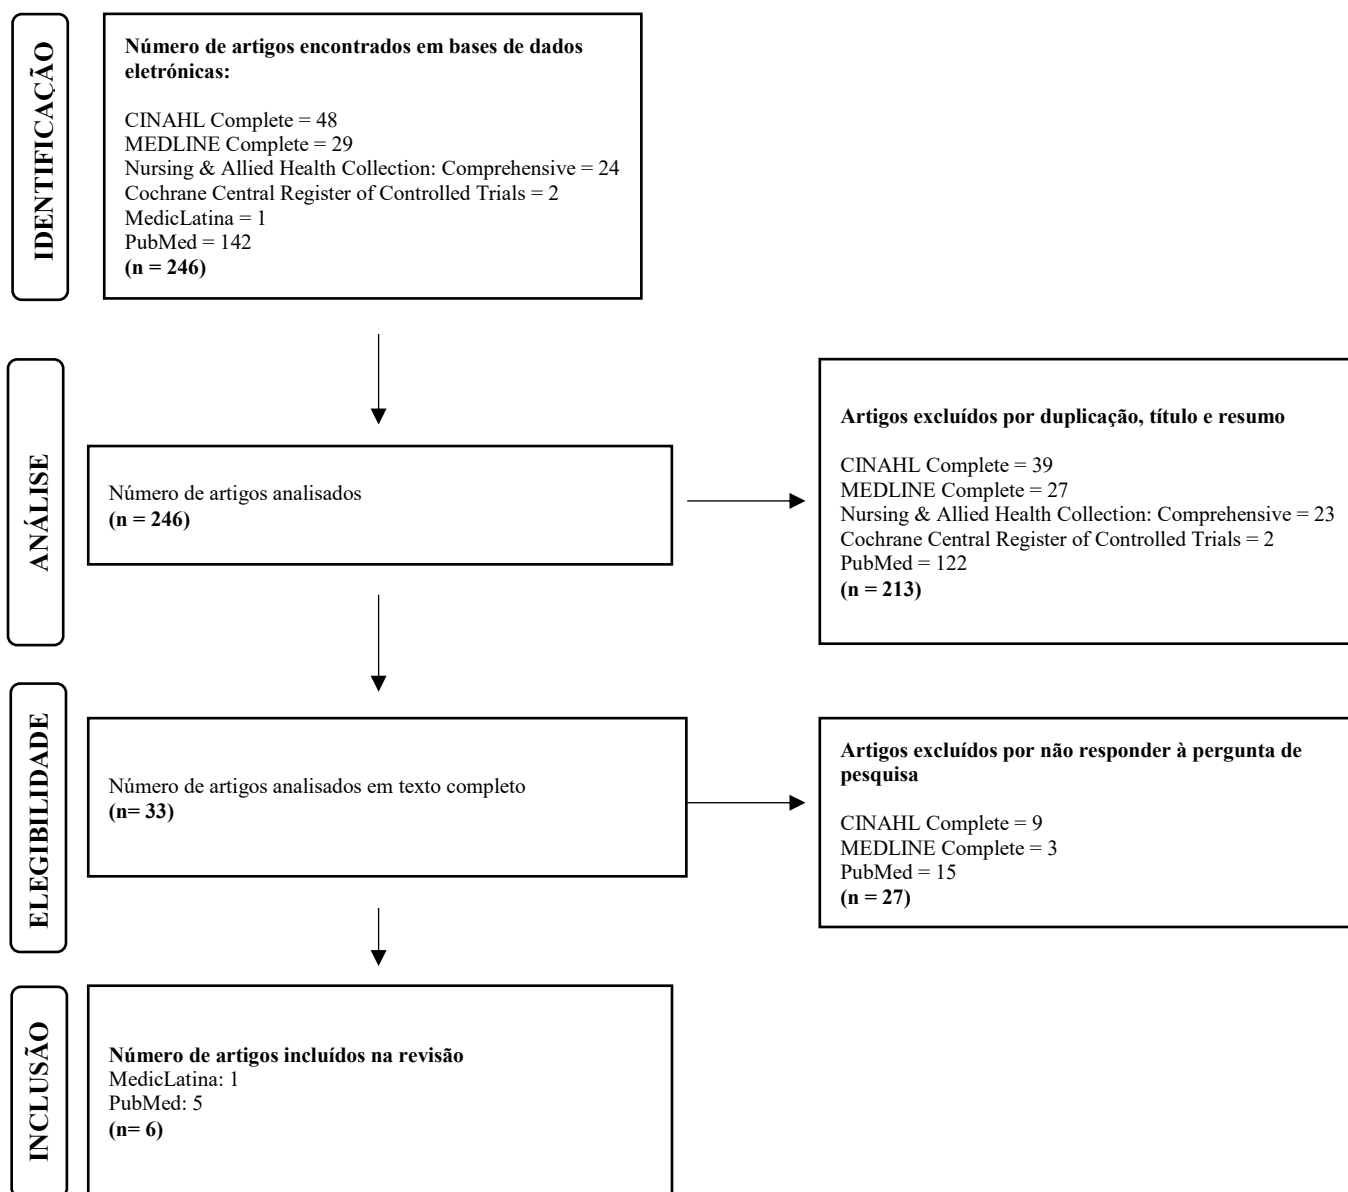 IDENTIFICAÇÃO
Número de artigos encontrados em bases de dados
eletrónicas:
CINAHL Complete = 48
MEDLINE Complete = 29
Nursing & Allied Health Collection: Comprehensive = 24
Cochrane Central Register of Controlled Trials = 2
MedicLatina = 1
PubMed = 142
(n = 246)
ANÁLISE
Número de artigos analisados
(n = 246)
Artigos excluídos por duplicação, título e resumo
CINAHL Complete = 39
MEDLINE Complete = 27
Nursing & Allied Health Collection: Comprehensive = 23
Cochrane Central Register of Controlled Trials = 2
PubMed = 122
(n = 213)
ELEGIBILIDADE
Número de artigos analisados em texto completo
(n= 33)
Artigos excluídos por não responder à pergunta de
pesquisa
CINAHL Complete = 9
MEDLINE Complete = 3
PubMed = 15
(n = 27)
INCLUSÃO
Número de artigos incluídos na revisão
MedicLatina: 1
PubMed: 5
(n= 6)